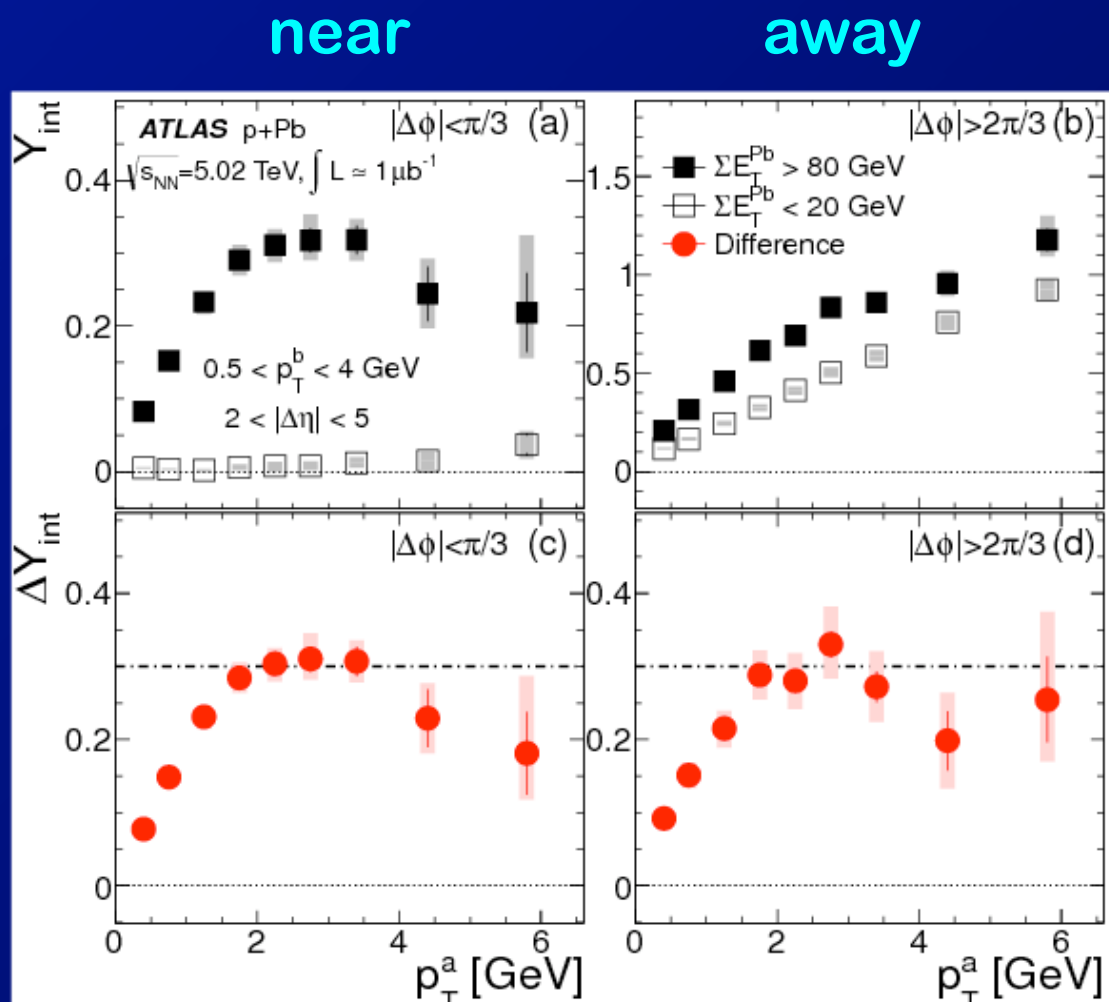 near away
Y_int
ATLAS p+Pb |Δϕ|<π/3 (a)
√s_NN=5.02 TeV, ∫ L ≃ 1μb⁻¹
0.5 < p_T^b < 4 GeV
2 < |Δη| < 5
0.4
0.2
0
|Δϕ|>2π/3 (b)
ΣE_T^Pb > 80 GeV
ΣE_T^Pb < 20 GeV
Difference
1.5
1
0.5
0
ΔY_int
|Δϕ|<π/3 (c)
0.4
0.2
0
0 2 4 6
p_T^a [GeV]
|Δϕ|>2π/3 (d)
0.4
0.2
0
0 2 4 6
p_T^a [GeV]